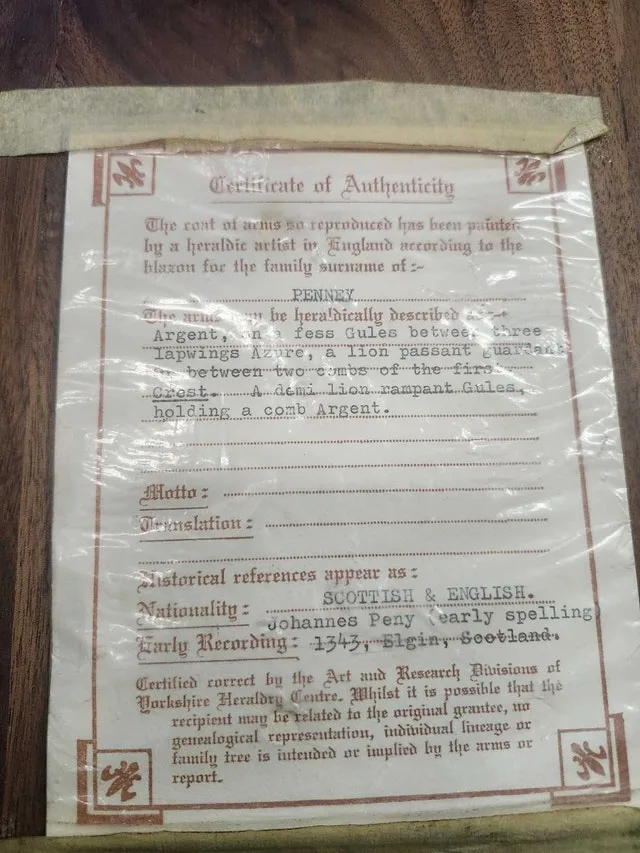 Certificate of Authenticity
The coat of arms so reproduced has been painted
by a heraldic artist in England according to the
blazon for the family surname of :-
PENNEY
The arms may be heraldically described as :-
Argent, on a fess Gules between three
lapwings Azure, a lion passant guardant
between two combs of the first
Crest. A demi lion rampant Gules,
holding a comb Argent.
Motto :
Translation :
Historical references appear as :
Nationality : SCOTTISH & ENGLISH.
Johannes Peny (early spelling)
Early Recording : 1343, Elgin, Scotland.
Certified correct by the Art and Research Divisions of
Yorkshire Heraldry Centre. Whilst it is possible that the
recipient may be related to the original grantee, no
genealogical representation, individual lineage or
family tree is intended or implied by the arms or
report.